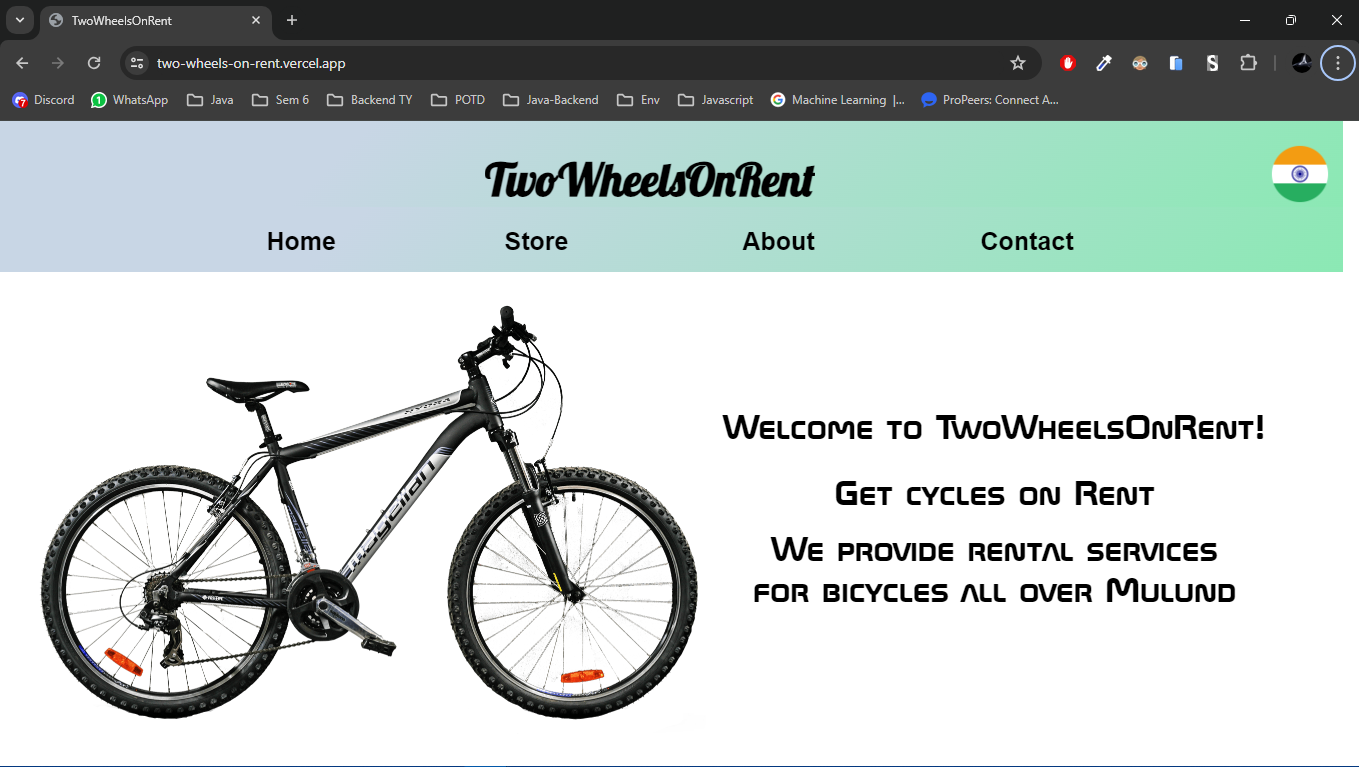 TwoWheelsOnRent
two-wheels-on-rent.vercel.app
Discord WhatsApp Java Sem 6 Backend TY POTD Java-Backend Env Javascript Machine Learning |... ProPeers: Connect A...
TwoWheelsOnRent
Home Store About Contact
Welcome to TwoWheelsOnRent!
Get cycles on Rent
We provide rental services
for bicycles all over Mulund